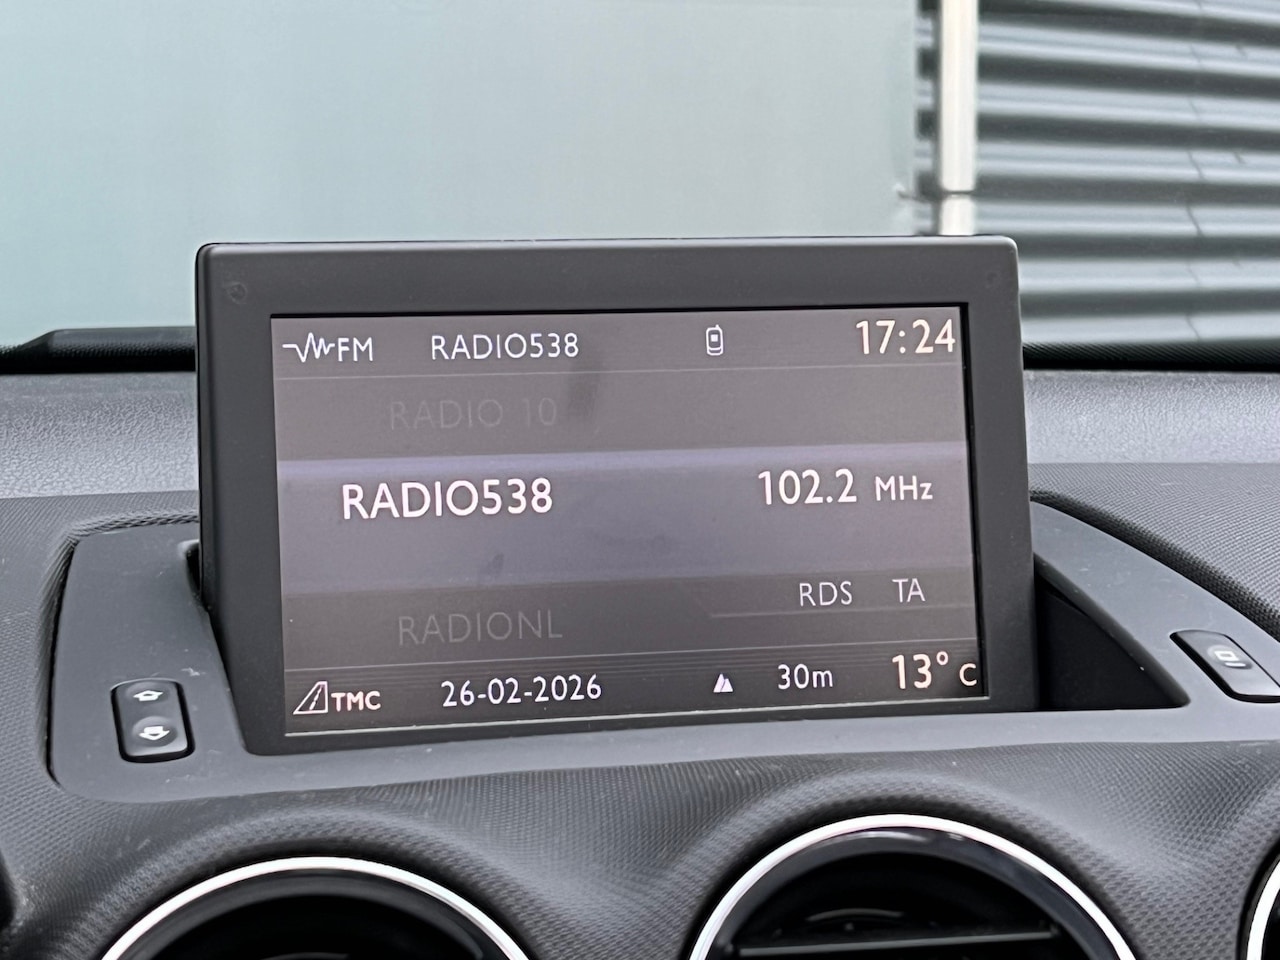 FM RADIO538 17:24
RADIO 10
RADIO538 102.2 MHz
RDS TA
RADIONL
TMC 26-02-2026 30m 13° C